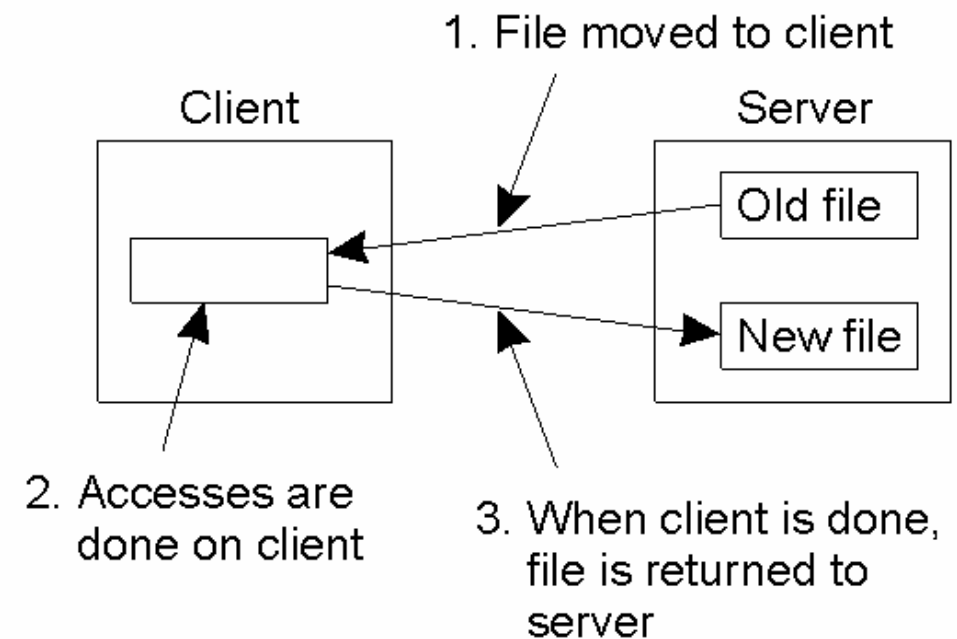 1. File moved to client
Client
Server
Old file
New file
2. Accesses are
done on client
3. When client is done,
file is returned to
server